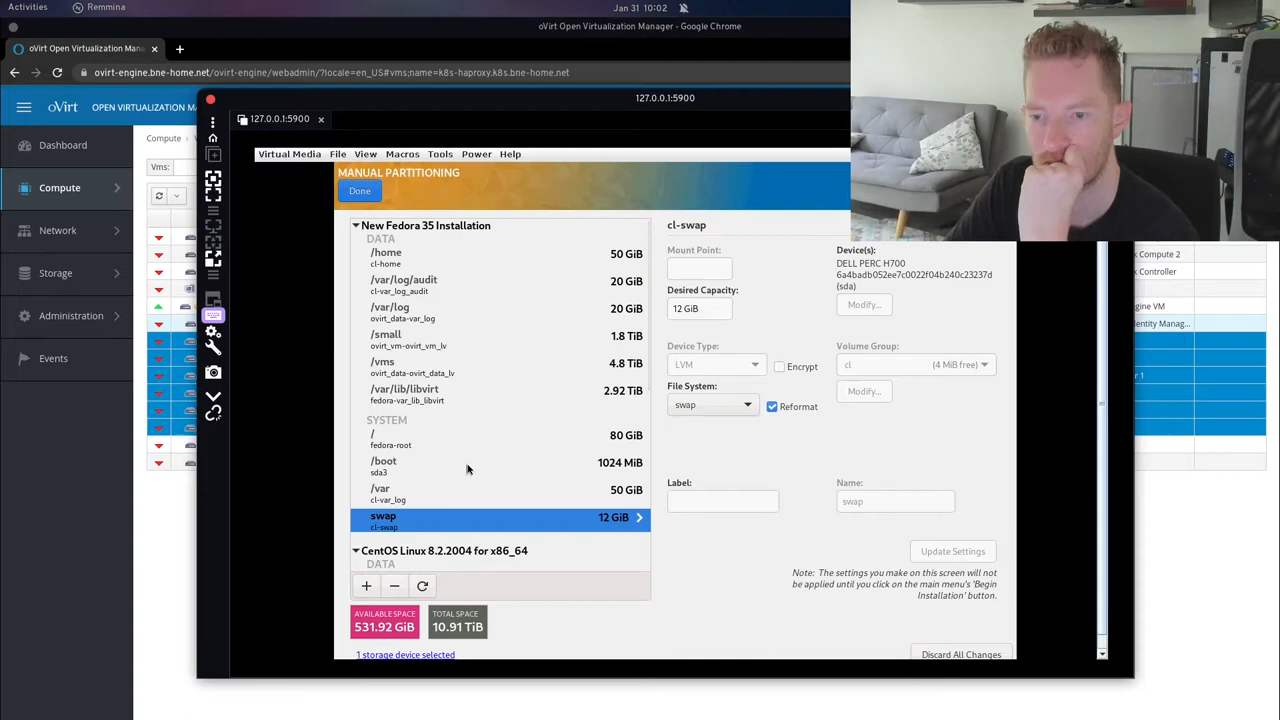 Activities
Remmina
Jan 31 10:02
oVirt Open Virtualization Manager - Google Chrome
oVirt Open Virtualization Mana
ovirt-engine.bne-home.net/ovirt-engine/webadmin/?locale=en_US#vms;name=k8s-haproxy.k8s.bne-home.net
oVirt OPEN VIRTUALIZATION MA
127.0.0.1:5900
127.0.0.1:5900
Dashboard
Compute
Network
Storage
Administration
Events
Compute
Vms:
Virtual Media File View Macros Tools Power Help
MANUAL PARTITIONING
Done
New Fedora 35 Installation
DATA
/home 50 GiB
cl-home
/var/log/audit 20 GiB
cl-var_log_audit
/var/log 20 GiB
ovirt_data-var_log
/small 1.8 TiB
ovirt_vm-ovirt_vm_lv
/vms 4.8 TiB
ovirt_data-ovirt_data_lv
/var/lib/libvirt 2.92 TiB
fedora-var_lib_libvirt
SYSTEM
/ 80 GiB
fedora-root
/boot 1024 MiB
sda3
/var 50 GiB
cl-var_log
swap 12 GiB
cl-swap
CentOS Linux 8.2.2004 for x86_64
DATA
AVAILABLE SPACE
531.92 GiB
TOTAL SPACE
10.91 TiB
1 storage device selected
cl-swap
Mount Point:
Desired Capacity:
12 GiB
Device(s):
DELL PERC H700
6a4badb052ee7c0022f04b240c23237d
(sda)
Modify...
Device Type:
LVM
Encrypt
Volume Group:
cl (4 MiB free)
Modify...
File System:
swap
Reformat
Label:
Name:
swap
Update Settings
Note: The settings you make on this screen will not
be applied until you click on the main menu's 'Begin
Installation' button.
Discard All Changes
k Compute 2
k Controller
gine VM
entity Manag...
r 1